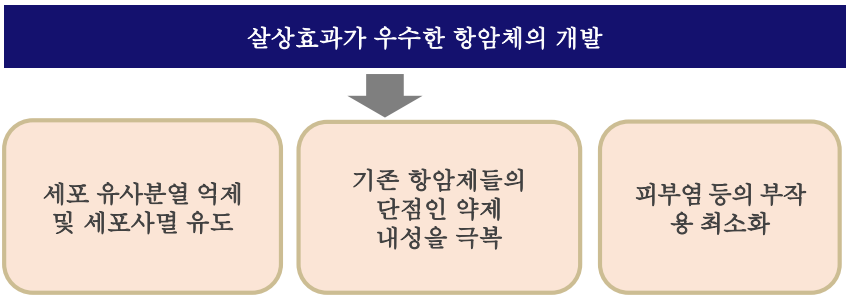 살상효과가 우수한 항암체의 개발
세포 유사분열 억제
및 세포사멸 유도
기존 항암제들의
단점인 약제
내성을 극복
피부염 등의 부작
용 최소화